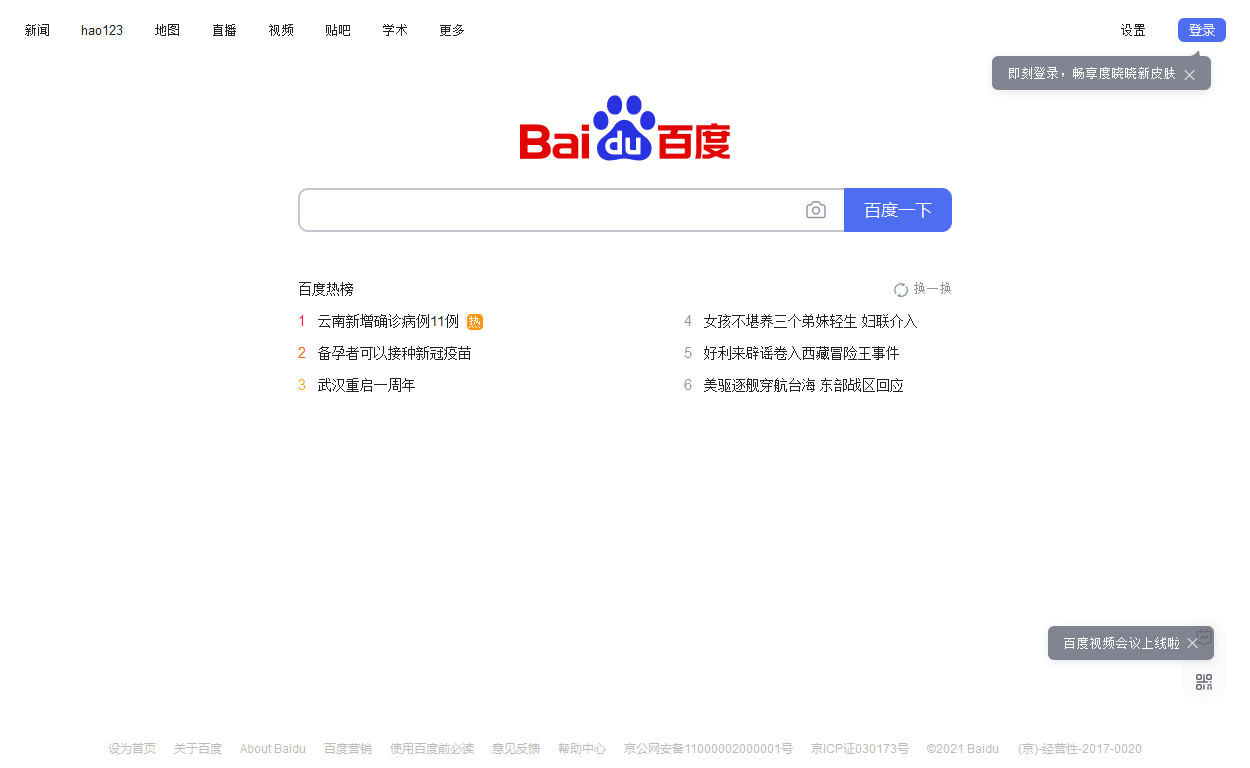 新闻 hao123 地图 直播 视频 贴吧 学术 更多 设置 登录
即刻登录，畅享度晓晓新皮肤
Bai du 百度
百度一下
百度热榜 换一换
1 云南新增确诊病例11例 热
4 女孩不堪养三个弟妹轻生 妇联介入
2 备孕者可以接种新冠疫苗
5 好利来辟谣卷入西藏冒险王事件
3 武汉重启一周年
6 美驱逐舰穿航台海 东部战区回应
百度视频会议上线啦
设为首页 关于百度 About Baidu 百度营销 使用百度前必读 意见反馈 帮助中心 京公网安备11000002000001号 京ICP证030173号 ©2021 Baidu (京)-经营性-2017-0020